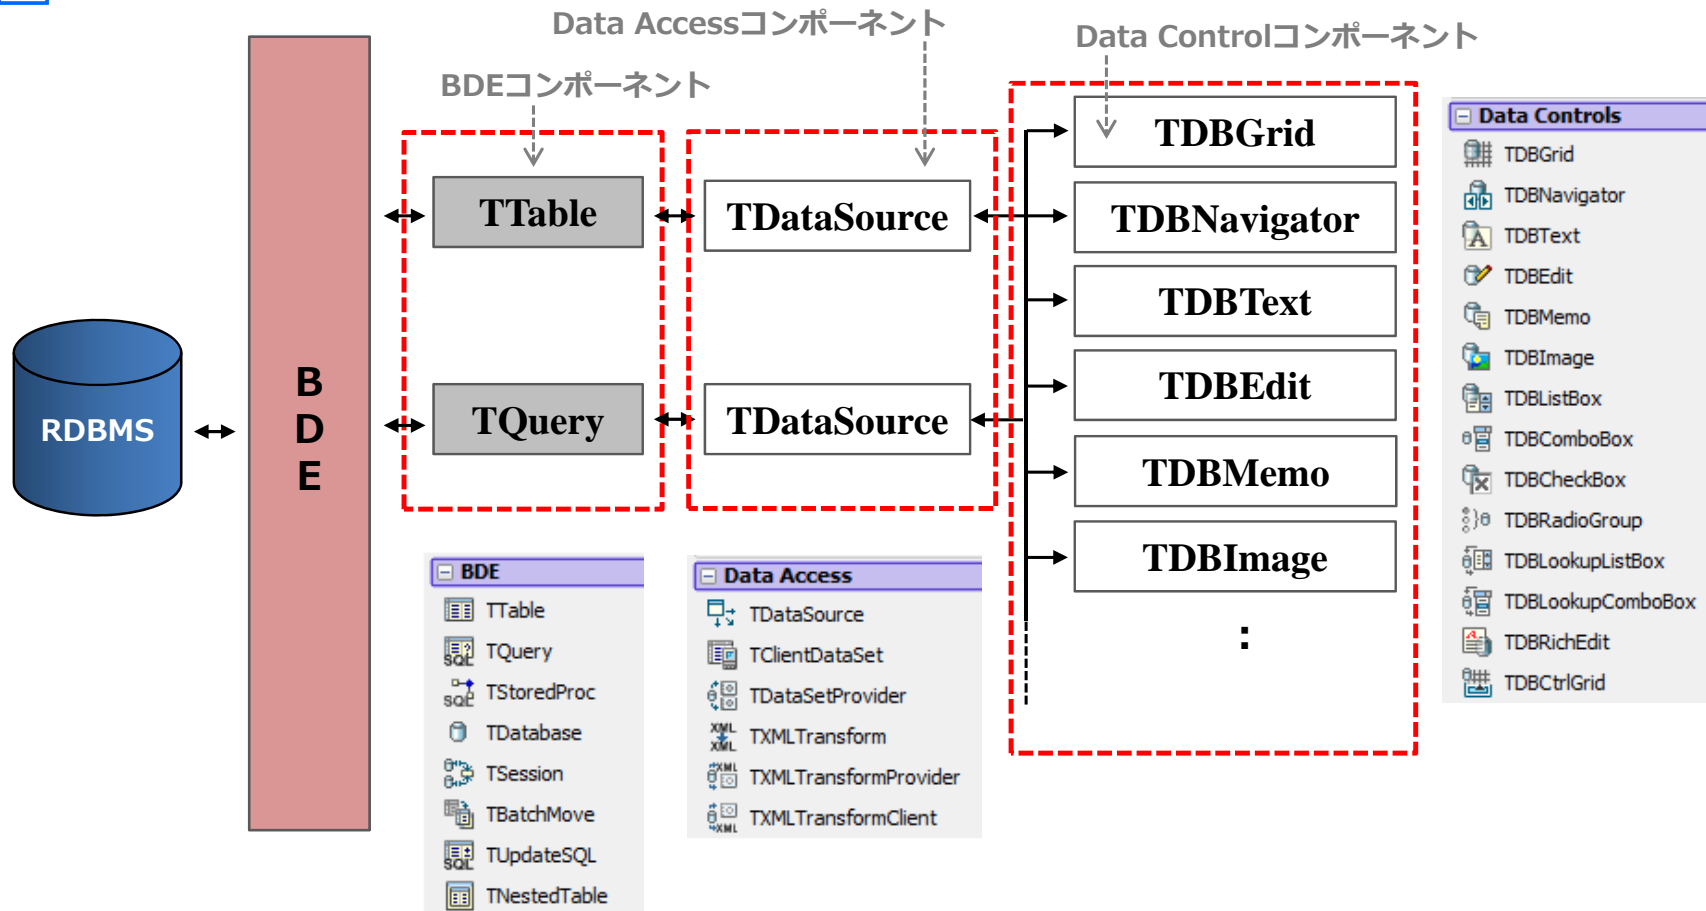 Data Accessコンポーネント
Data Controlコンポーネント
BDEコンポーネント
RDBMS
B
D
E
TTable
TQuery
TDataSource
TDataSource
TDBGrid
TDBNavigator
TDBText
TDBEdit
TDBMemo
TDBImage
:
BDE
TTable
TQuery
TStoredProc
TDatabase
TSession
TBatchMove
TUpdateSQL
TNestedTable
Data Access
TDataSource
TClientDataSet
TDataSetProvider
TXMLTransform
TXMLTransformProvider
TXMLTransformClient
Data Controls
TDBGrid
TDBNavigator
TDBText
TDBEdit
TDBMemo
TDBImage
TDBListBox
TDBComboBox
TDBCheckBox
TDBRadioGroup
TDBLookupListBox
TDBLookupComboBox
TDBRichEdit
TDBCtrlGrid